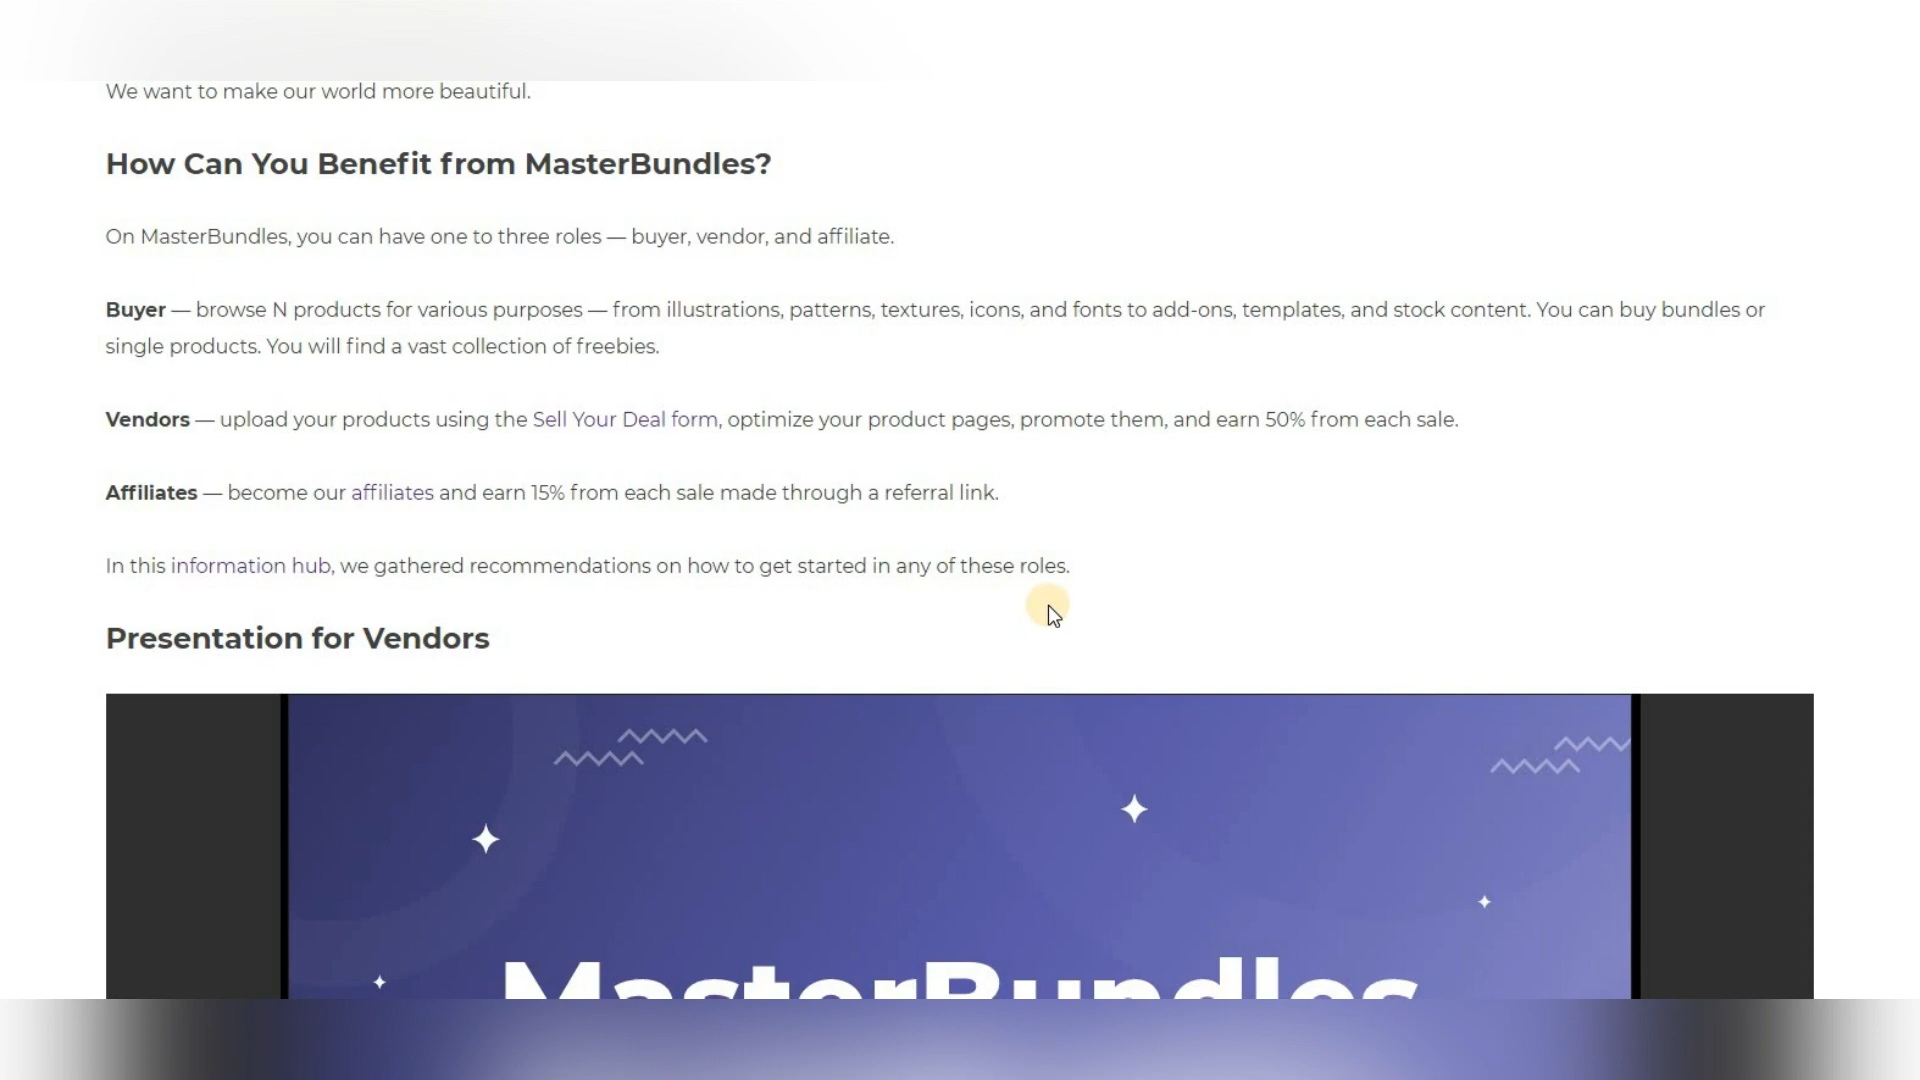 We want to make our world more beautiful.
How Can You Benefit from MasterBundles?
On MasterBundles, you can have one to three roles — buyer, vendor, and affiliate.
Buyer — browse N products for various purposes — from illustrations, patterns, textures, icons, and fonts to add-ons, templates, and stock content. You can buy bundles or
single products. You will find a vast collection of freebies.
Vendors — upload your products using the Sell Your Deal form, optimize your product pages, promote them, and earn 50% from each sale.
Affiliates — become our affiliates and earn 15% from each sale made through a referral link.
In this information hub, we gathered recommendations on how to get started in any of these roles.
Presentation for Vendors
MasterBundles